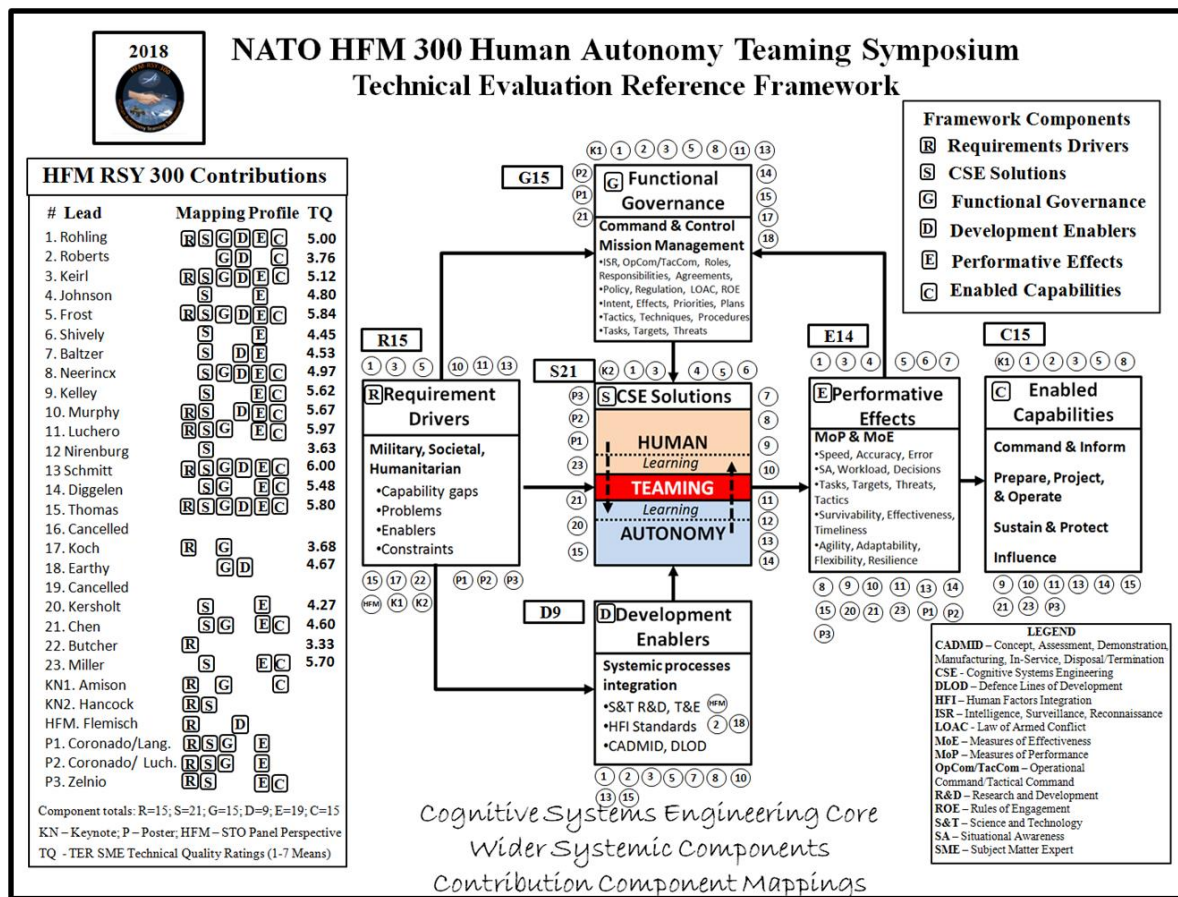 2018
NATO HFM 300 Human Autonomy Teaming Symposium
Technical Evaluation Reference Framework
HFM RSY 300 Contributions
# Lead Mapping Profile TQ
1. Rohling R S G D E C 5.00
2. Roberts G D C 3.76
3. Keirl R S G D E C 5.12
4. Johnson S E 4.80
5. Frost R S G D E C 5.84
6. Shively S E 4.45
7. Baltzer S D E 4.53
8. Neerincx S G D E C 4.97
9. Kelley S E C 5.62
10. Murphy R S D E C 5.67
11. Luchero R S G E C 5.97
12 Nirenburg S 3.63
13 Schmitt R S G D E C 6.00
14. Diggelen S G E C 5.48
15. Thomas R S G D E C 5.80
16. Cancelled
17. Koch R G 3.68
18. Earthy G D 4.67
19. Cancelled
20. Kersholt S E 4.27
21. Chen S G E C 4.60
22. Butcher R 3.33
23. Miller S E C 5.70
KN1. Amison R G C
KN2. Hancock R S
HFM. Flemisch R D
P1. Coronado/Lang. R S G E
P2. Coronado/ Luch. R S G E
P3. Zelnio R S E C
Component totals: R=15; S=21; G=15; D=9; E=19; C=15
KN – Keynote; P – Poster; HFM – STO Panel Perspective
TQ - TER SME Technical Quality Ratings (1-7 Means)
G15
K1 1 2 3 5 8 11 13
P2
P1
21
14
15
17
18
G Functional
Governance
Command & Control
Mission Management
•ISR, OpCom/TacCom, Roles,
Responsibilities, Agreements,
•Policy, Regulation, LOAC, ROE
•Intent, Effects, Priorities, Plans
•Tactics, Techniques, Procedures
•Tasks, Targets, Threats
R15
1 3 5 10 11 13
R Requirement
Drivers
Military, Societal,
Humanitarian
•Capability gaps
•Problems
•Enablers
•Constraints
15 17 22 P1 P2 P3
HFM K1 K2
S21
K2 1 3 4 5 6
P3
P2
P1
23
21
20
15
S CSE Solutions
HUMAN
Learning
TEAMING
Learning
AUTONOMY
7
8
9
10
11
12
13
14
D9
D Development
Enablers
Systemic processes
integration
•S&T R&D, T&E HFM
•HFI Standards 2 18
•CADMID, DLOD
1 2 3 5 7 8 10
13 15
E14
1 3 4 5 6 7
E Performative
Effects
MoP & MoE
•Speed, Accuracy, Error
•SA, Workload, Decisions
•Tasks, Targets, Threats,
Tactics
•Survivability, Effectiveness,
Timeliness
•Agility, Adaptability,
Flexibility, Resilience
8 9 10 11 13 14
15 20 21 23 P1 P2
P3
C15
K1 1 2 3 5 8
C Enabled
Capabilities
Command & Inform
Prepare, Project,
& Operate
Sustain & Protect
Influence
9 10 11 13 14 15
21 23 P3
Framework Components
R Requirements Drivers
S CSE Solutions
G Functional Governance
D Development Enablers
E Performative Effects
C Enabled Capabilities
LEGEND
CADMID – Concept, Assessment, Demonstration,
Manufacturing, In-Service, Disposal/Termination
CSE - Cognitive Systems Engineering
DLOD – Defence Lines of Development
HFI – Human Factors Integration
ISR – Intelligence, Surveillance, Reconnaissance
LOAC - Law of Armed Conflict
MoE – Measures of Effectiveness
MoP – Measures of Performance
OpCom/TacCom – Operational
Command/Tactical Command
R&D – Research and Development
ROE – Rules of Engagement
S&T – Science and Technology
SA – Situational Awareness
SME – Subject Matter Expert
Cognitive Systems Engineering Core
Wider Systemic Components
Contribution Component Mappings